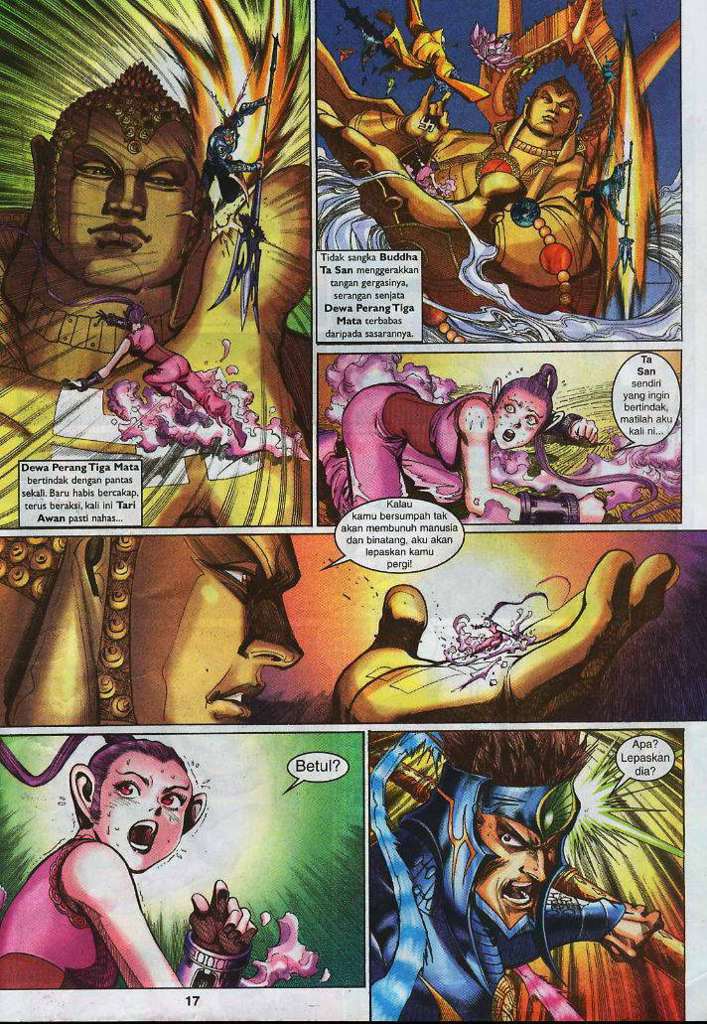 Dewa Perang Tiga Mata
bertindak dengan pantas
sekali. Baru habis bercakap,
terus beraksi, kali ini Tari
Awan pasti nahas...
Tidak sangka Buddha
Ta San menggerakkan
tangan gergasinya,
serangan senjata
Dewa Perang Tiga
Mata terbabas
daripada sasarannya.
Ta
San
sendiri
yang ingin
bertindak,
matilah aku
kali ni...
Kalau
kamu bersumpah tak
akan membunuh manusia
dan binatang, aku akan
lepaskan kamu
pergi!
Betul?
Apa?
Lepaskan
dia?
17